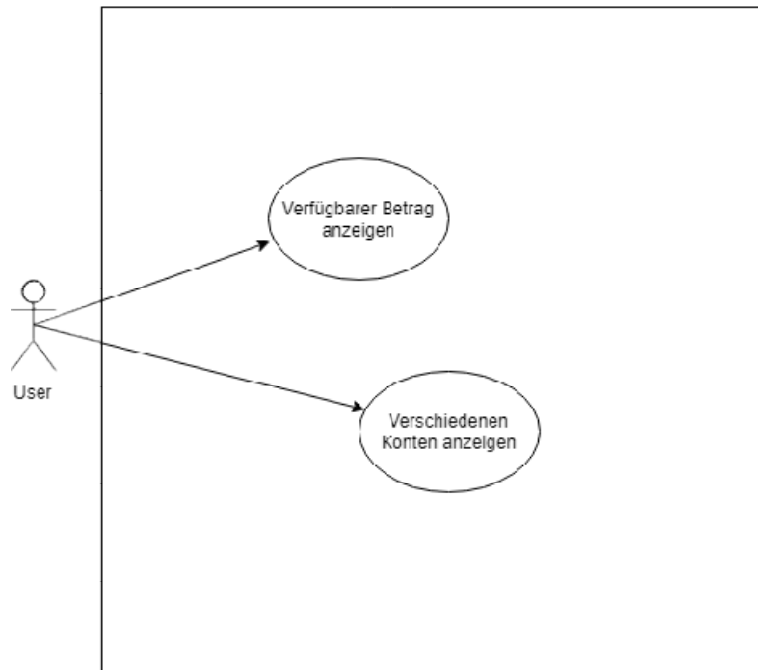 Verfügbarer Betrag
anzeigen
User
Verschiedenen
Konten anzeigen